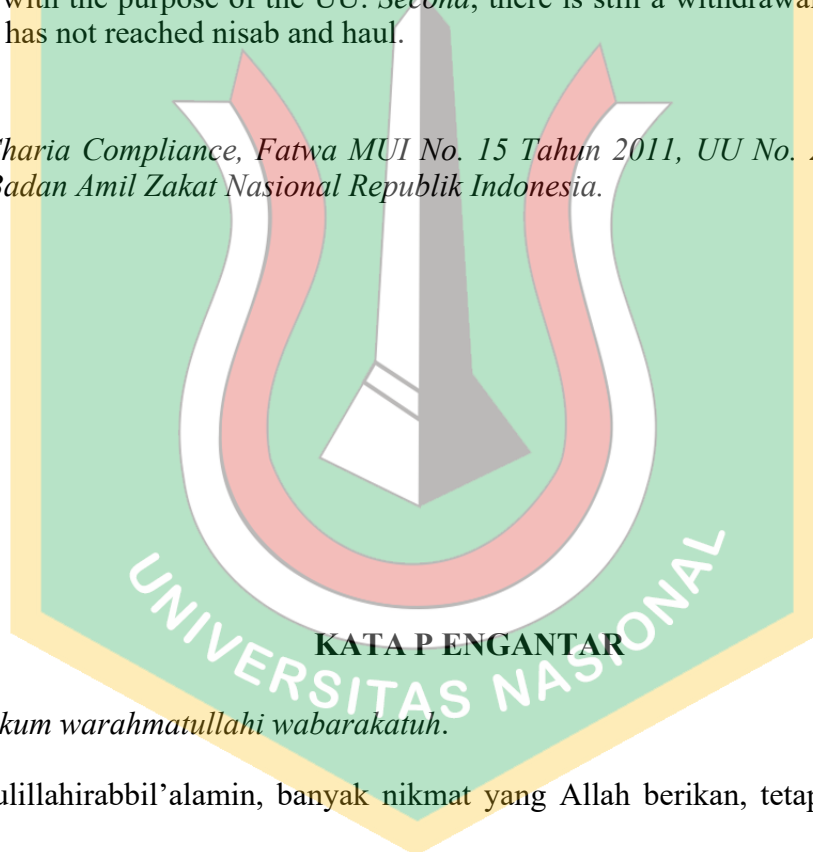 with the purpose of the UU. Second, there is still a withdrawal
has not reached nisab and haul.
haria Compliance, Fatwa MUI No. 15 Tahun 2011, UU No.
Badan Amil Zakat Nasional Republik Indonesia.
KATA P ENGANTAR
kum warahmatullahi wabarakatuh.
ulillahirabbil’alamin, banyak nikmat yang Allah berikan, tetap
UNIVERSITAS NASIONAL